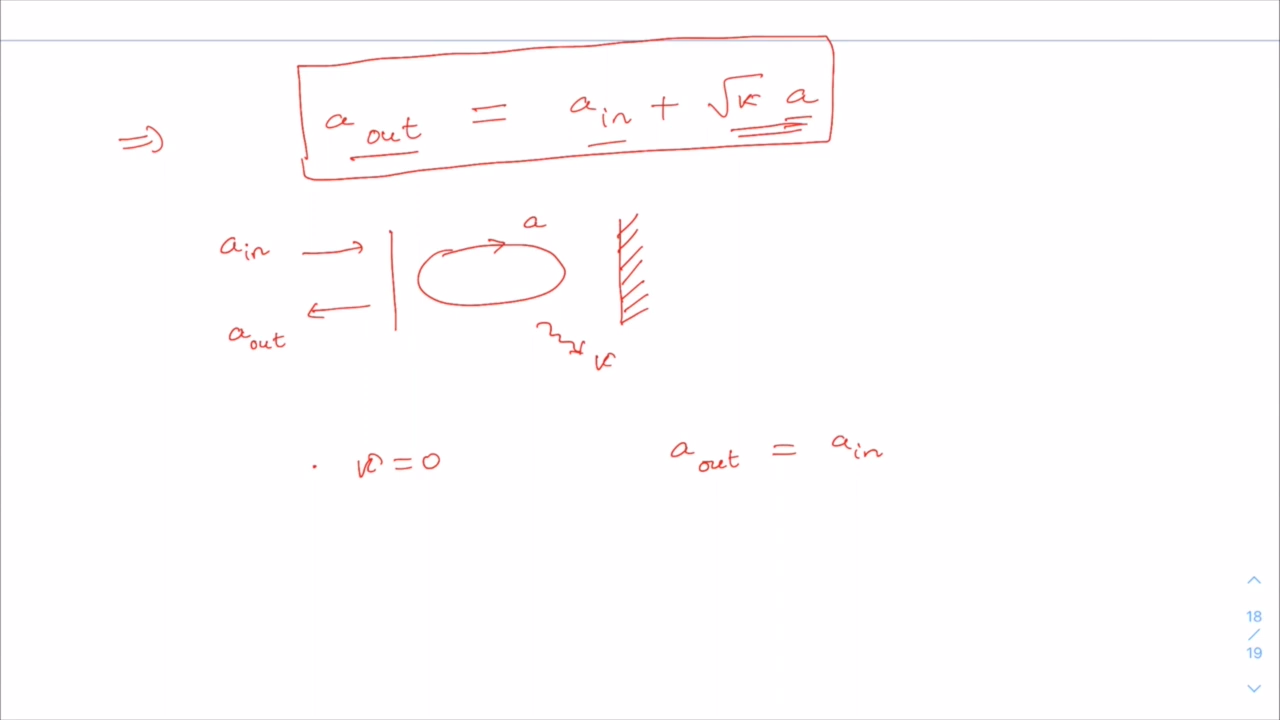 ⇒ a_out = a_in + √κ a
a_in → a
a_out ←
κ
· κ = 0 a_out = a_in
18
/
19